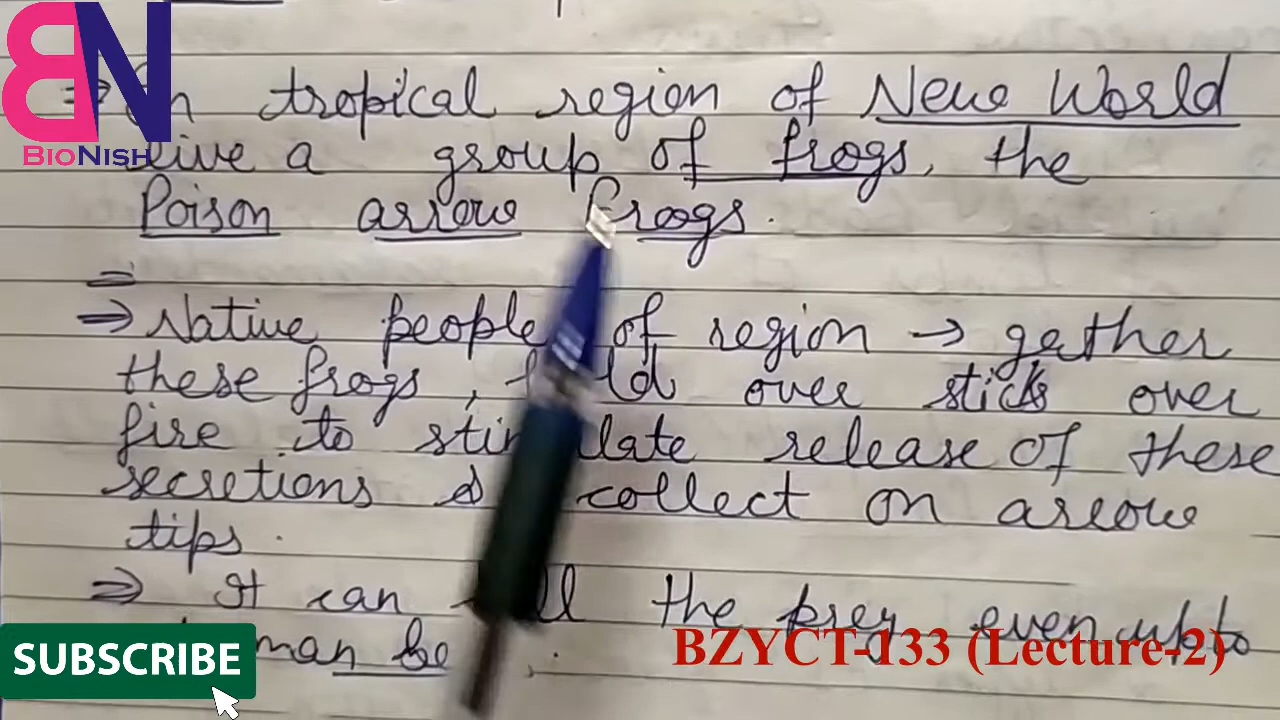 BN
BIONISH
⇒ In tropical region of New World
live a group of frogs, the
Poison arrow frogs.
⇒ Native people of region → gather
these frogs, hold over sticks over
fire to stimulate release of these
secretions & collect on arrow
tips.
⇒ It can kill the prey even upto
SUBSCRIBE man be
BZYCT-133 (Lecture-2)